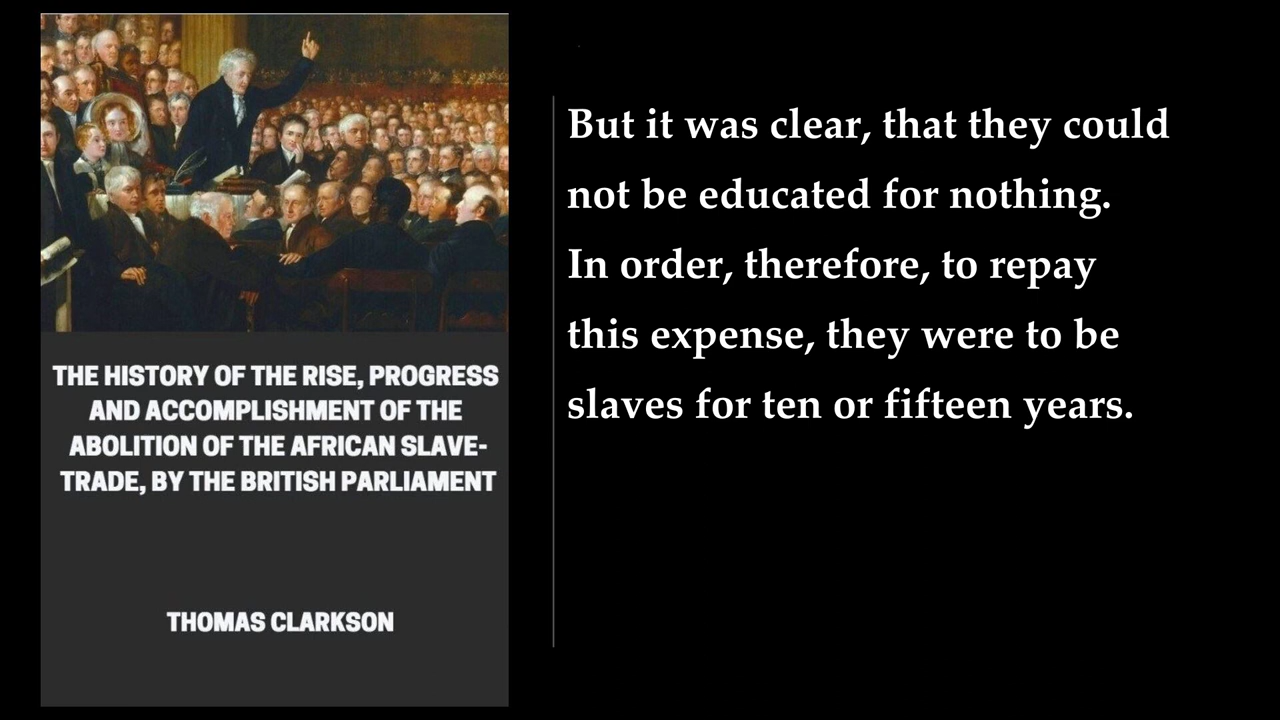 THE HISTORY OF THE RISE, PROGRESS
AND ACCOMPLISHMENT OF THE
ABOLITION OF THE AFRICAN SLAVE-
TRADE, BY THE BRITISH PARLIAMENT
THOMAS CLARKSON
But it was clear, that they could
not be educated for nothing.
In order, therefore, to repay
this expense, they were to be
slaves for ten or fifteen years.